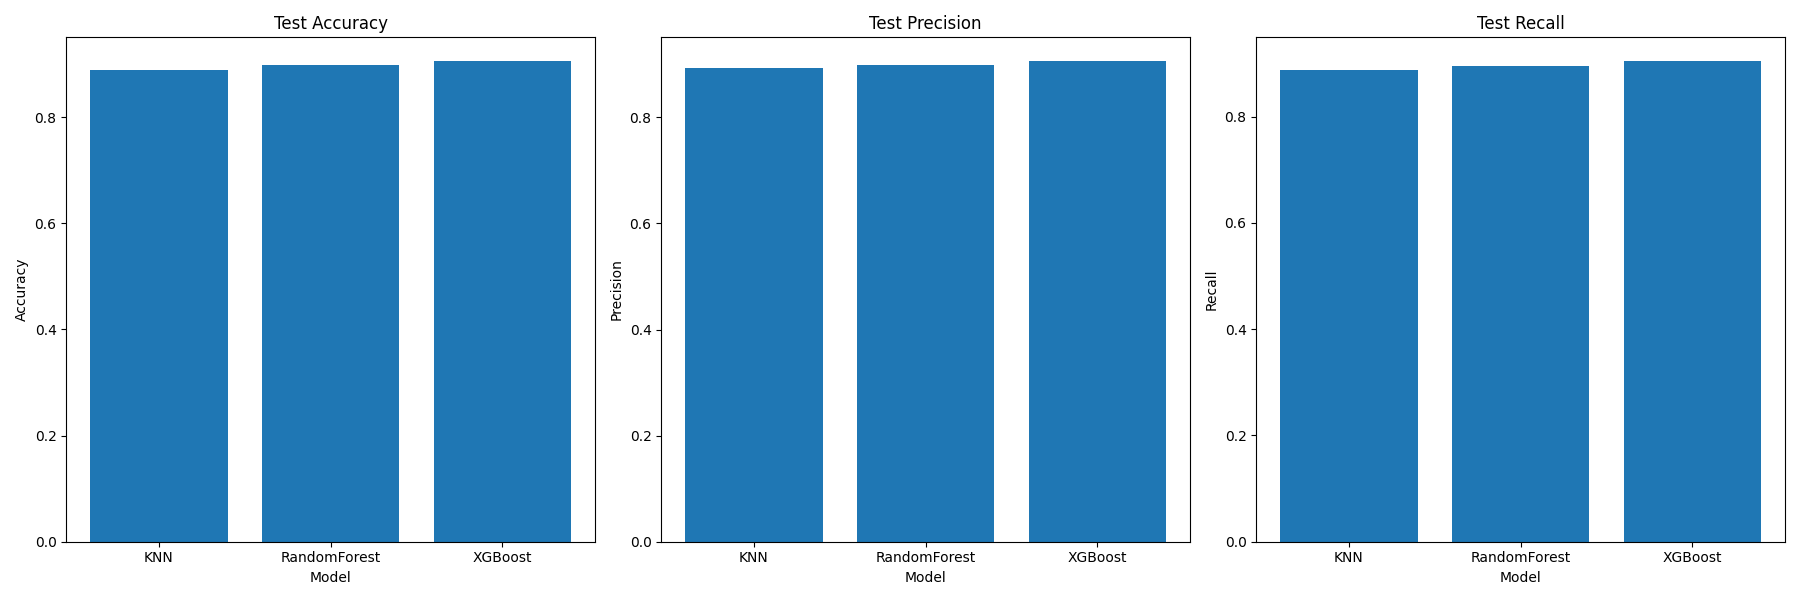 Test Accuracy
Accuracy
0.8
0.6
0.4
0.2
0.0
KNN RandomForest XGBoost
Model
Test Precision
Precision
0.8
0.6
0.4
0.2
0.0
KNN RandomForest XGBoost
Model
Test Recall
Recall
0.8
0.6
0.4
0.2
0.0
KNN RandomForest XGBoost
Model